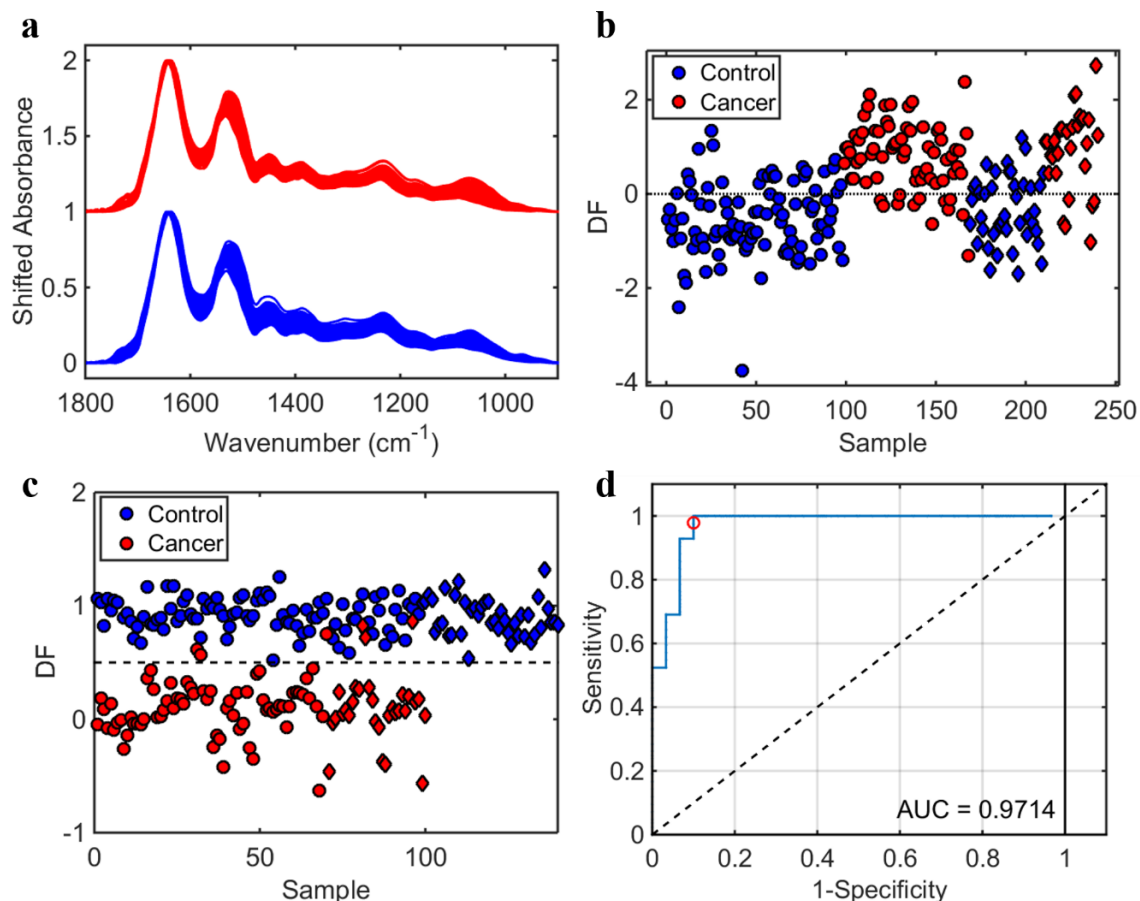 a
2
1.5
1
0.5
0
Shifted Absorbance
1800 1600 1400 1200 1000
Wavenumber (cm⁻¹)
b
Control
Cancer
2
0
-2
-4
DF
0 50 100 150 200 250
Sample
c
Control
Cancer
2
1
0
-1
DF
0 50 100
Sample
d
1
0.8
0.6
0.4
0.2
0
Sensitivity
AUC = 0.9714
0 0.2 0.4 0.6 0.8 1
1-Specificity